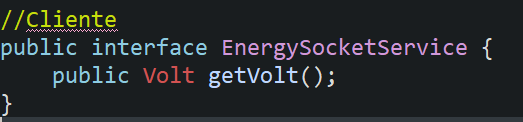 //Cliente
public interface EnergySocketService {
    public Volt getVolt();
}